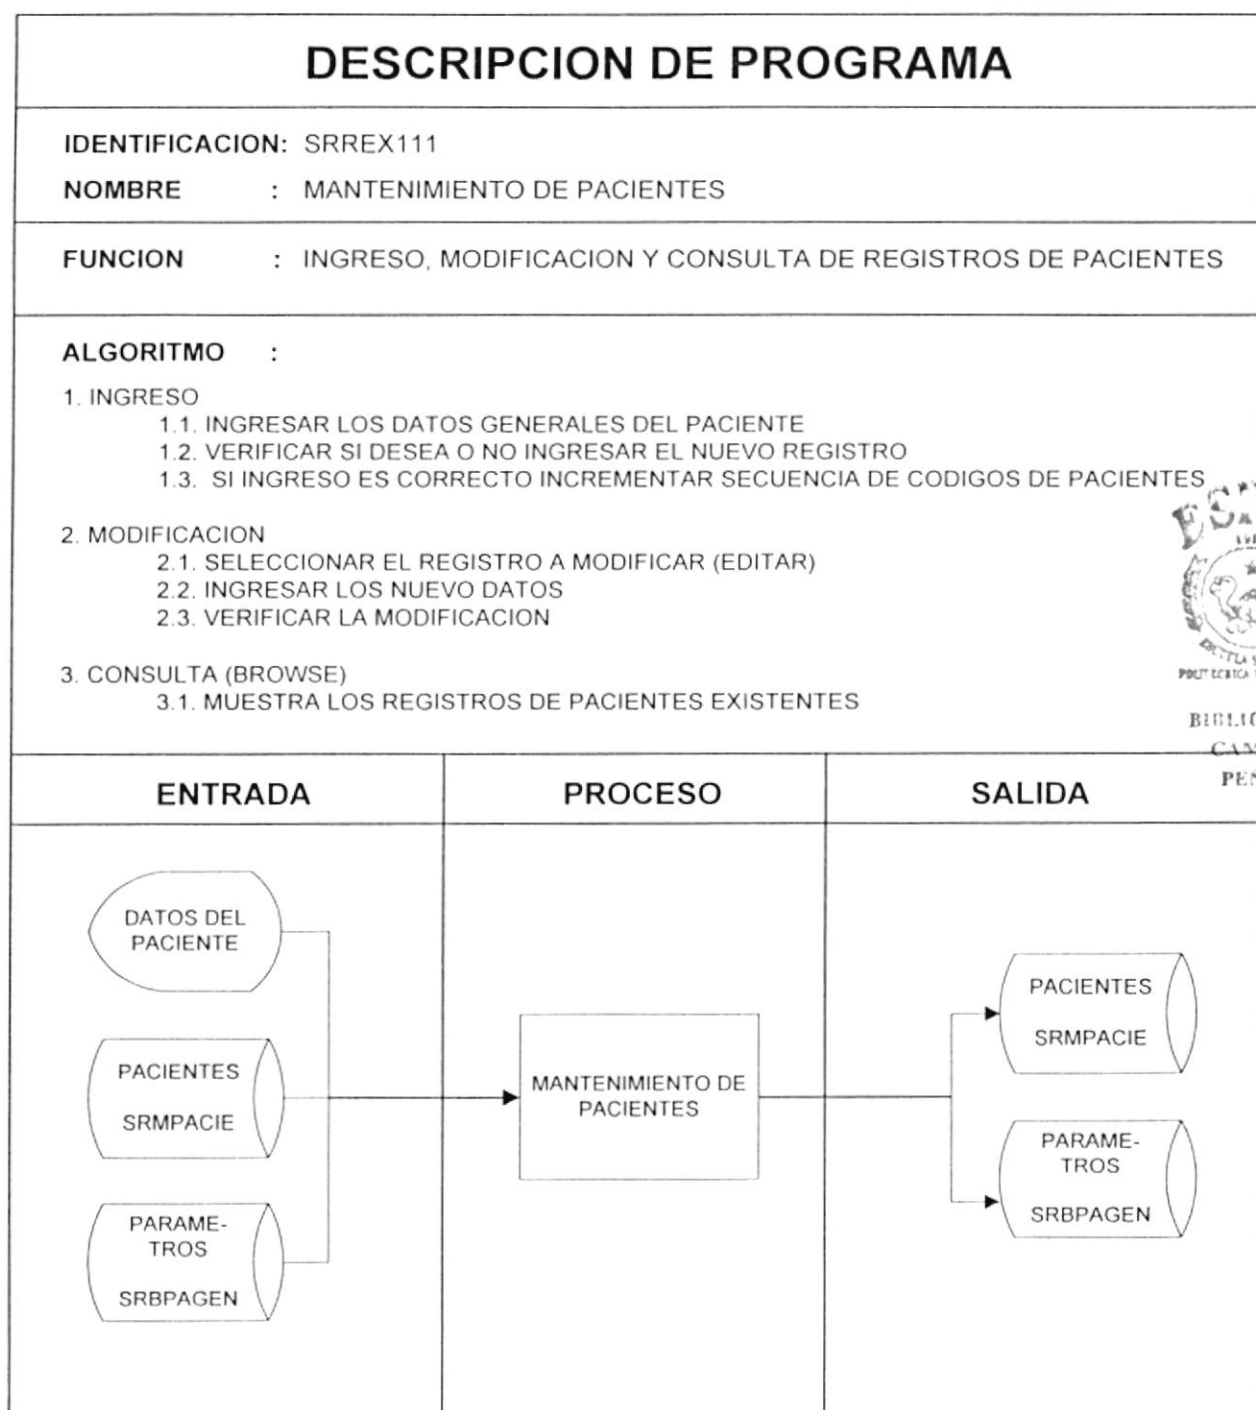 DESCRIPCION DE PROGRAMA
IDENTIFICACION: SRREX111
NOMBRE : MANTENIMIENTO DE PACIENTES
FUNCION : INGRESO, MODIFICACION Y CONSULTA DE REGISTROS DE PACIENTES
ALGORITMO :
1. INGRESO
1.1. INGRESAR LOS DATOS GENERALES DEL PACIENTE
1.2. VERIFICAR SI DESEA O NO INGRESAR EL NUEVO REGISTRO
1.3. SI INGRESO ES CORRECTO INCREMENTAR SECUENCIA DE CODIGOS DE PACIENTES
2. MODIFICACION
2.1. SELECCIONAR EL REGISTRO A MODIFICAR (EDITAR)
2.2. INGRESAR LOS NUEVO DATOS
2.3. VERIFICAR LA MODIFICACION
3. CONSULTA (BROWSE)
3.1. MUESTRA LOS REGISTROS DE PACIENTES EXISTENTES
ENTRADA
PROCESO
SALIDA
DATOS DEL
PACIENTE
PACIENTES
SRMPACIE
PARAME-
TROS
SRBPAGEN
MANTENIMIENTO DE
PACIENTES
PACIENTES
SRMPACIE
PARAME-
TROS
SRBPAGEN